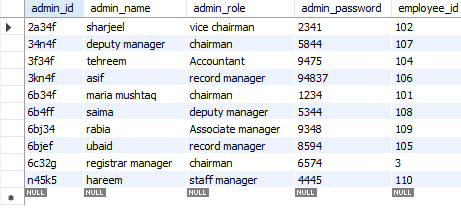 admin_id admin_name admin_role admin_password employee_id
2a34f sharjeel vice chairman 2341 102
34n4f deputy manager chairman 5844 107
3f34f tehreem Accountant 9475 104
3kn4f asif record manager 94837 106
6b34f maria mushtaq chairman 1234 101
6b4ff saima deputy manager 5344 108
6bj34 rabia Associate manager 9348 109
6bjef ubaid record manager 8594 105
6c32g registrar manager chairman 6574 3
n45k5 hareem staff manager 4445 110
NULL NULL NULL NULL NULL